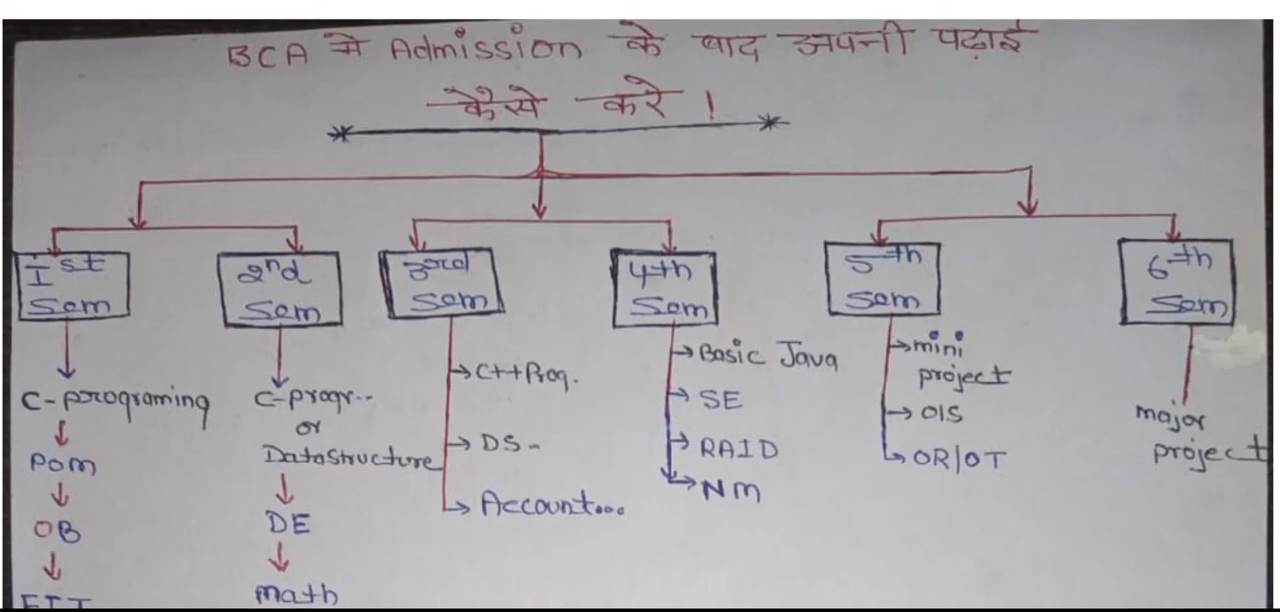 BCA मे Admission के बाद अपनी पढ़ाई
कैसे करे ।
Ist
Sem
2nd
Sem
3rd
Sem
4th
Sem
5th
Sem
6th
Sem
C-programing
POM
OB
C-progr--
or
Datastructure
DE
math
C++Prog.
DS-
Account...
Basic Java
SE
RAID
NM
mini
project
OIS
OR/OT
major
project